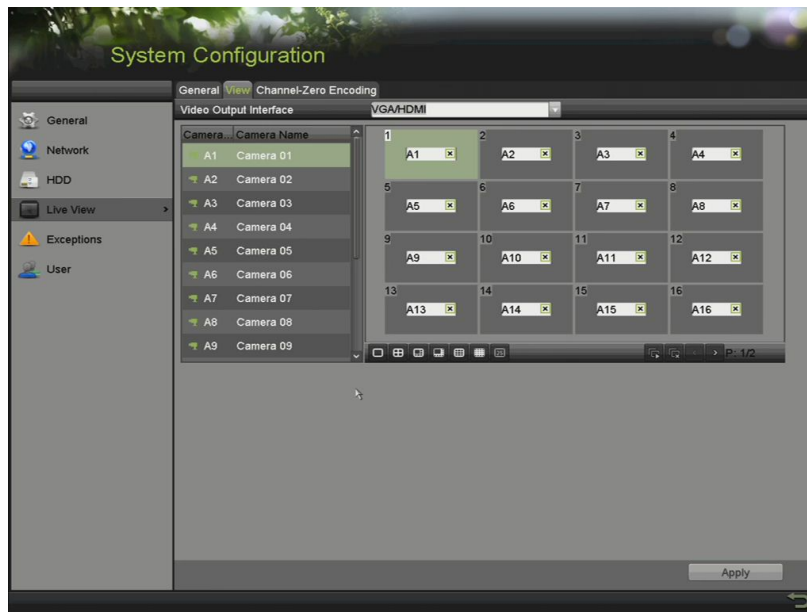 System Configuration
General View Channel-Zero Encoding
Video Output Interface VGA/HDMI
General
Network
HDD
Live View
Exceptions
User
Camera... Camera Name
A1 Camera 01
A2 Camera 02
A3 Camera 03
A4 Camera 04
A5 Camera 05
A6 Camera 06
A7 Camera 07
A8 Camera 08
A9 Camera 09
1 2 3 4
A1 A2 A3 A4
5 6 7 8
A5 A6 A7 A8
9 10 11 12
A9 A10 A11 A12
13 14 15 16
A13 A14 A15 A16
P: 1/2
Apply